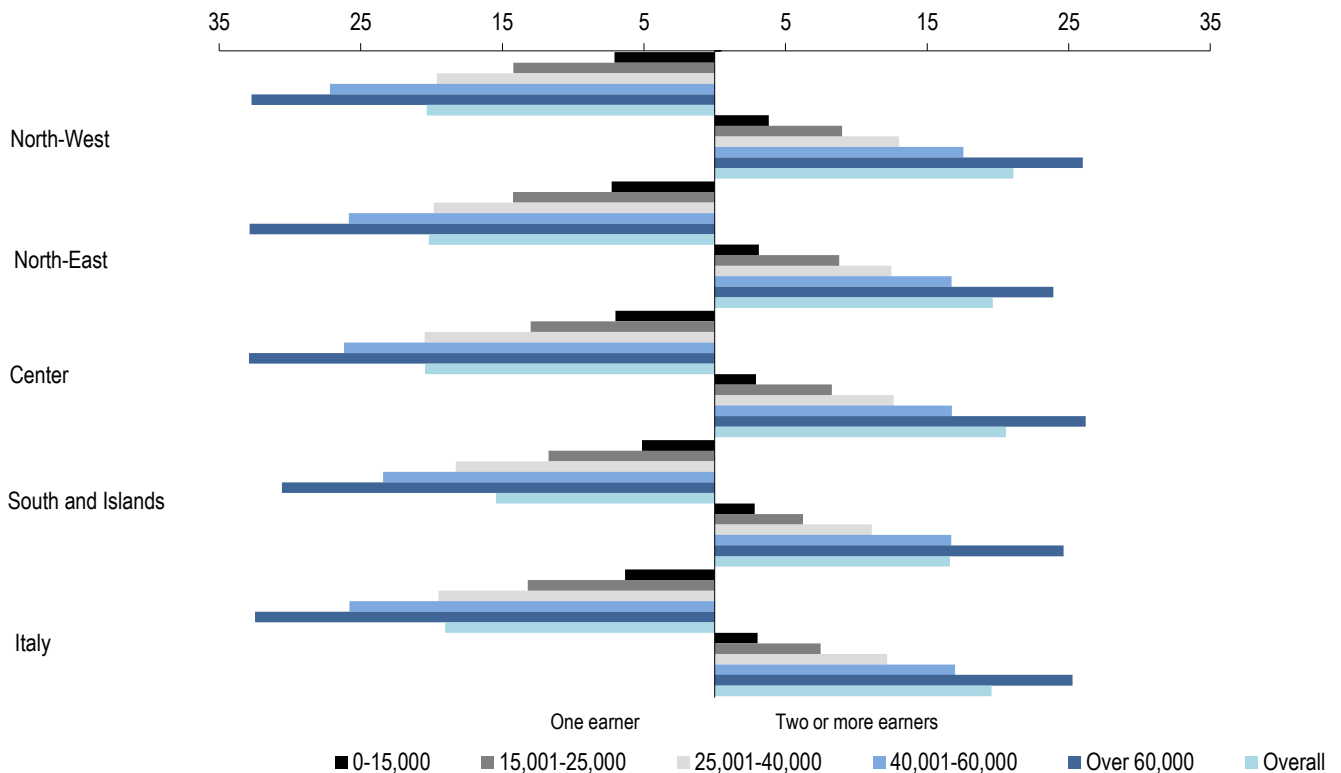 35 25 15 5 5 15 25 35
North-West
North-East
Center
South and Islands
Italy
One earner Two or more earners
0-15,000 15,001-25,000 25,001-40,000 40,001-60,000 Over 60,000 Overall